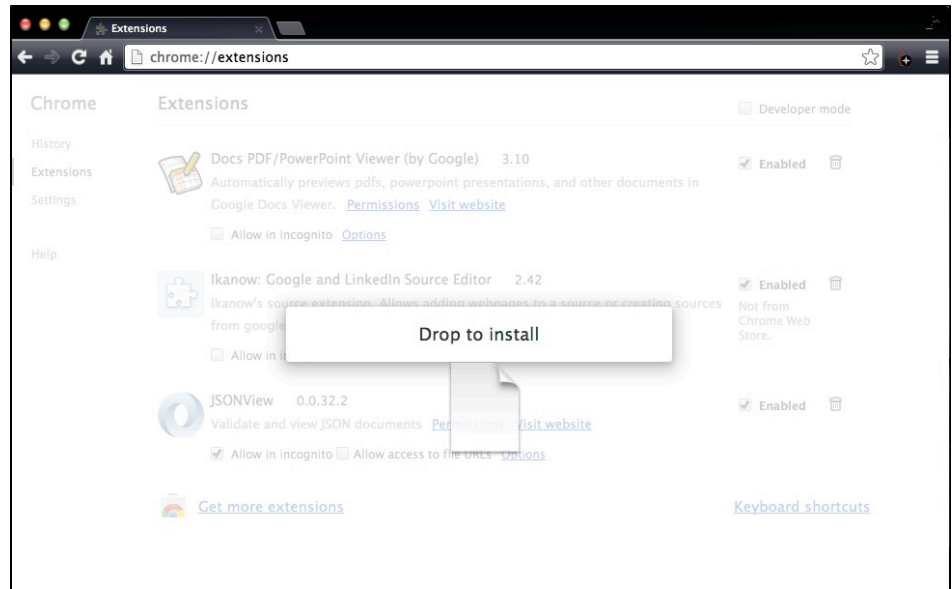 Extensions
chrome://extensions
Chrome
Extensions
Developer mode
History
Extensions
Settings
Help
Docs PDF/PowerPoint Viewer (by Google) 3.10
Enabled
Automatically previews pdfs, powerpoint presentations, and other documents in
Google Docs Viewer. Permissions Visit website
Allow in incognito Options
Ikanow: Google and LinkedIn Source Editor 2.42
Enabled
Ikanow's source extension. Allows adding webpages to a source or creating sources
from google
Not from
Chrome Web
Store.
Drop to install
Allow in
JSONView 0.0.32.2
Enabled
Validate and view JSON documents Permissions Visit website
Allow in incognito Allow access to file URLs Options
Get more extensions
Keyboard shortcuts